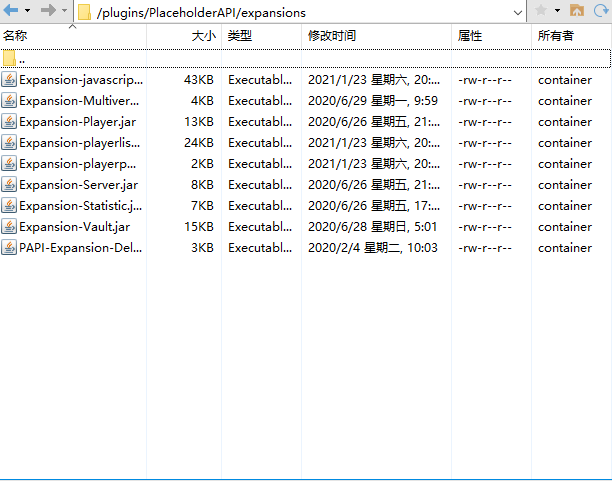 /plugins/PlaceholderAPI/expansions
名称 大小 类型 修改时间 属性 所有者
..
Expansion-javascrip... 43KB Executabl... 2021/1/23 星期六, 20:... -rw-r--r-- container
Expansion-Multiver... 4KB Executabl... 2020/6/29 星期一, 9:59 -rw-r--r-- container
Expansion-Player.jar 13KB Executabl... 2020/6/26 星期五, 21:... -rw-r--r-- container
Expansion-playerlis... 24KB Executabl... 2021/1/23 星期六, 20:... -rw-r--r-- container
Expansion-playerp... 2KB Executabl... 2021/1/23 星期六, 20:... -rw-r--r-- container
Expansion-Server.jar 8KB Executabl... 2020/6/26 星期五, 21:... -rw-r--r-- container
Expansion-Statistic.j... 7KB Executabl... 2020/6/26 星期五, 17:... -rw-r--r-- container
Expansion-Vault.jar 15KB Executabl... 2020/6/28 星期日, 5:01 -rw-r--r-- container
PAPI-Expansion-Del... 3KB Executabl... 2020/2/4 星期二, 10:03 -rw-r--r-- container